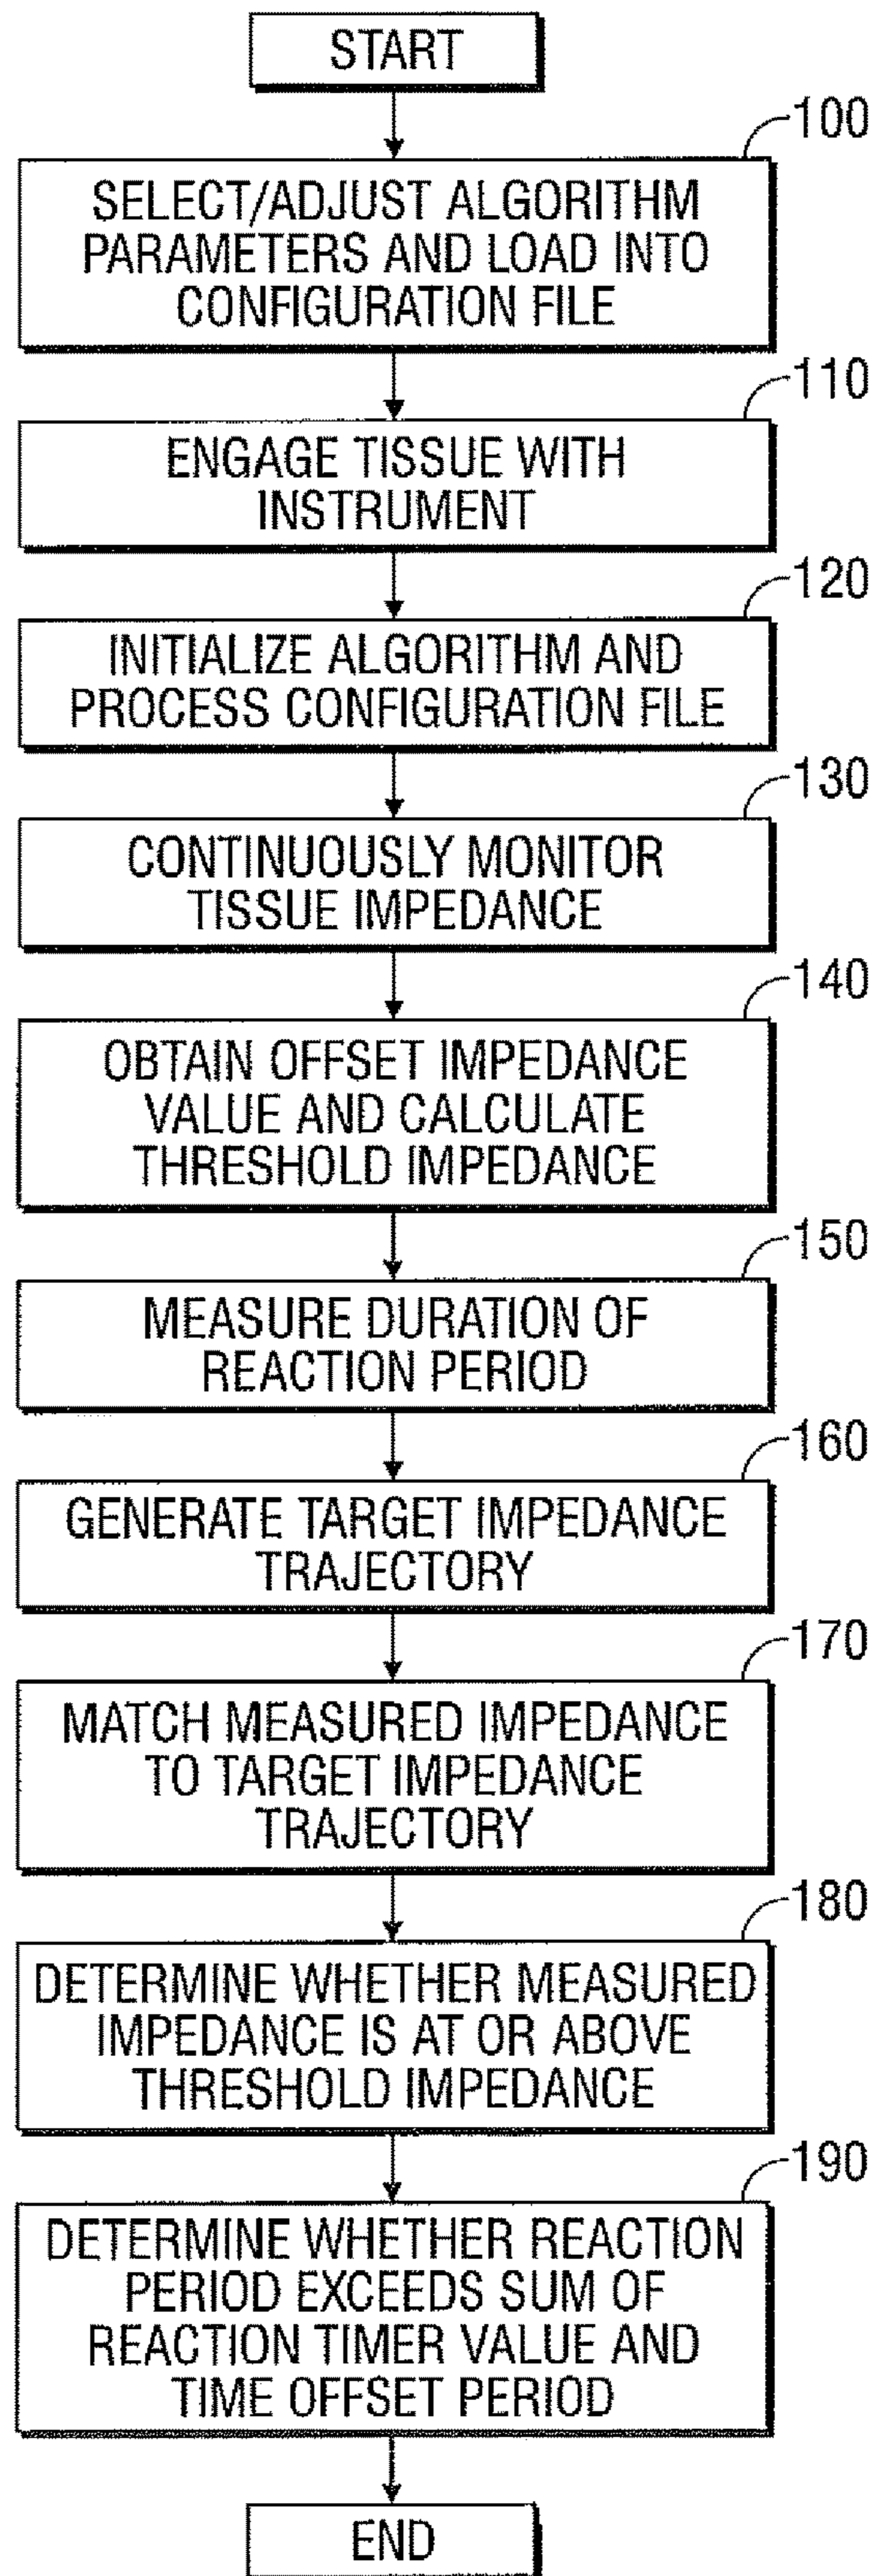 START
100
SELECT/ADJUST ALGORITHM
PARAMETERS AND LOAD INTO
CONFIGURATION FILE
110
ENGAGE TISSUE WITH
INSTRUMENT
120
INITIALIZE ALGORITHM AND
PROCESS CONFIGURATION FILE
130
CONTINUOUSLY MONITOR
TISSUE IMPEDANCE
140
OBTAIN OFFSET IMPEDANCE
VALUE AND CALCULATE
THRESHOLD IMPEDANCE
150
MEASURE DURATION OF
REACTION PERIOD
160
GENERATE TARGET IMPEDANCE
TRAJECTORY
170
MATCH MEASURED IMPEDANCE
TO TARGET IMPEDANCE
TRAJECTORY
180
DETERMINE WHETHER MEASURED
IMPEDANCE IS AT OR ABOVE
THRESHOLD IMPEDANCE
190
DETERMINE WHETHER REACTION
PERIOD EXCEEDS SUM OF
REACTION TIMER VALUE AND
TIME OFFSET PERIOD
END